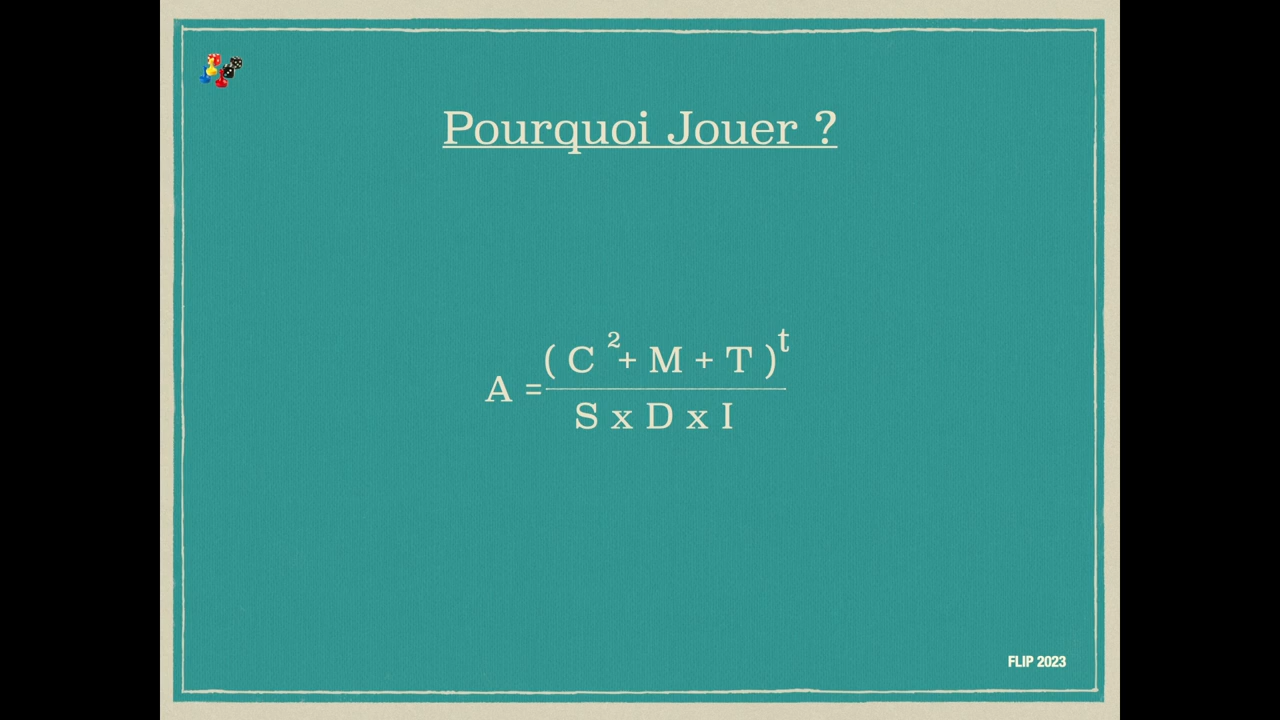 Pourquoi Jouer ?
A = ( C ²+ M + T )ᵗ
S x D x I
FLIP 2023